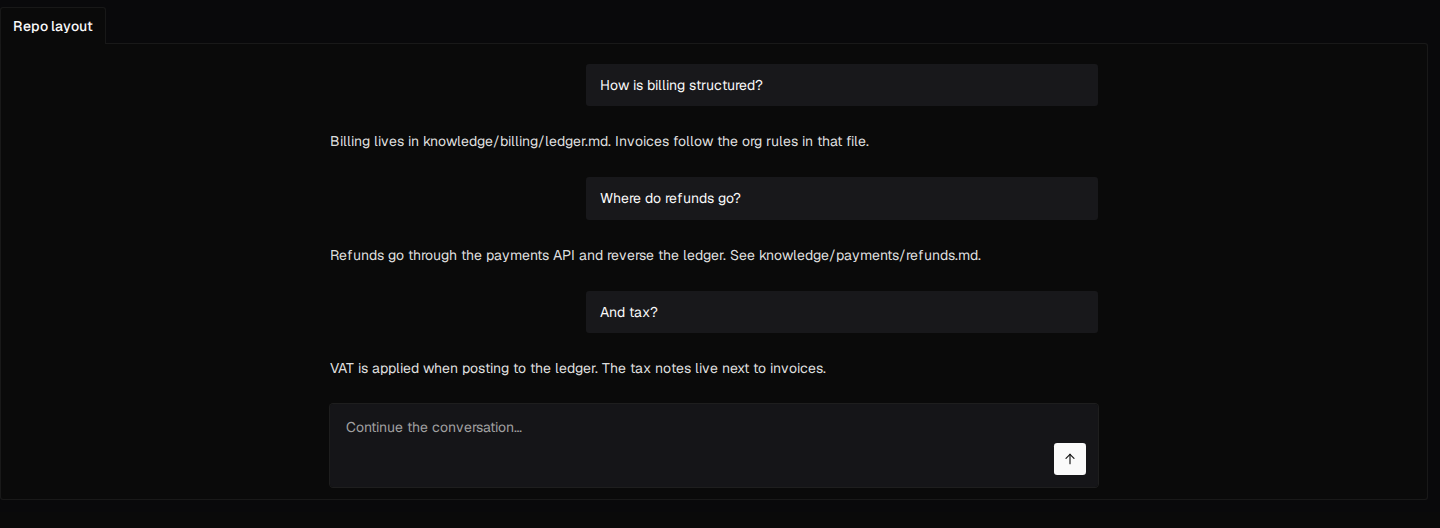 Repo layout
How is billing structured?
Billing lives in knowledge/billing/ledger.md. Invoices follow the org rules in that file.
Where do refunds go?
Refunds go through the payments API and reverse the ledger. See knowledge/payments/refunds.md.
And tax?
VAT is applied when posting to the ledger. The tax notes live next to invoices.
Continue the conversation...